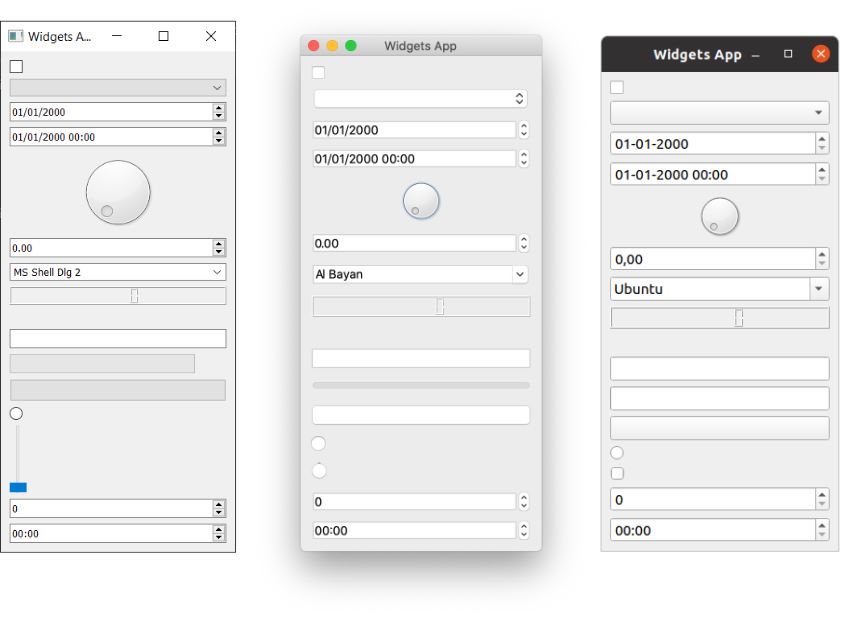 Widgets A...
01/01/2000
01/01/2000 00:00
0.00
MS Shell Dlg 2
0
00:00
Widgets App
01/01/2000
01/01/2000 00:00
0.00
Al Bayan
0
00:00
Widgets App
01-01-2000
01-01-2000 00:00
0,00
Ubuntu
0
00:00